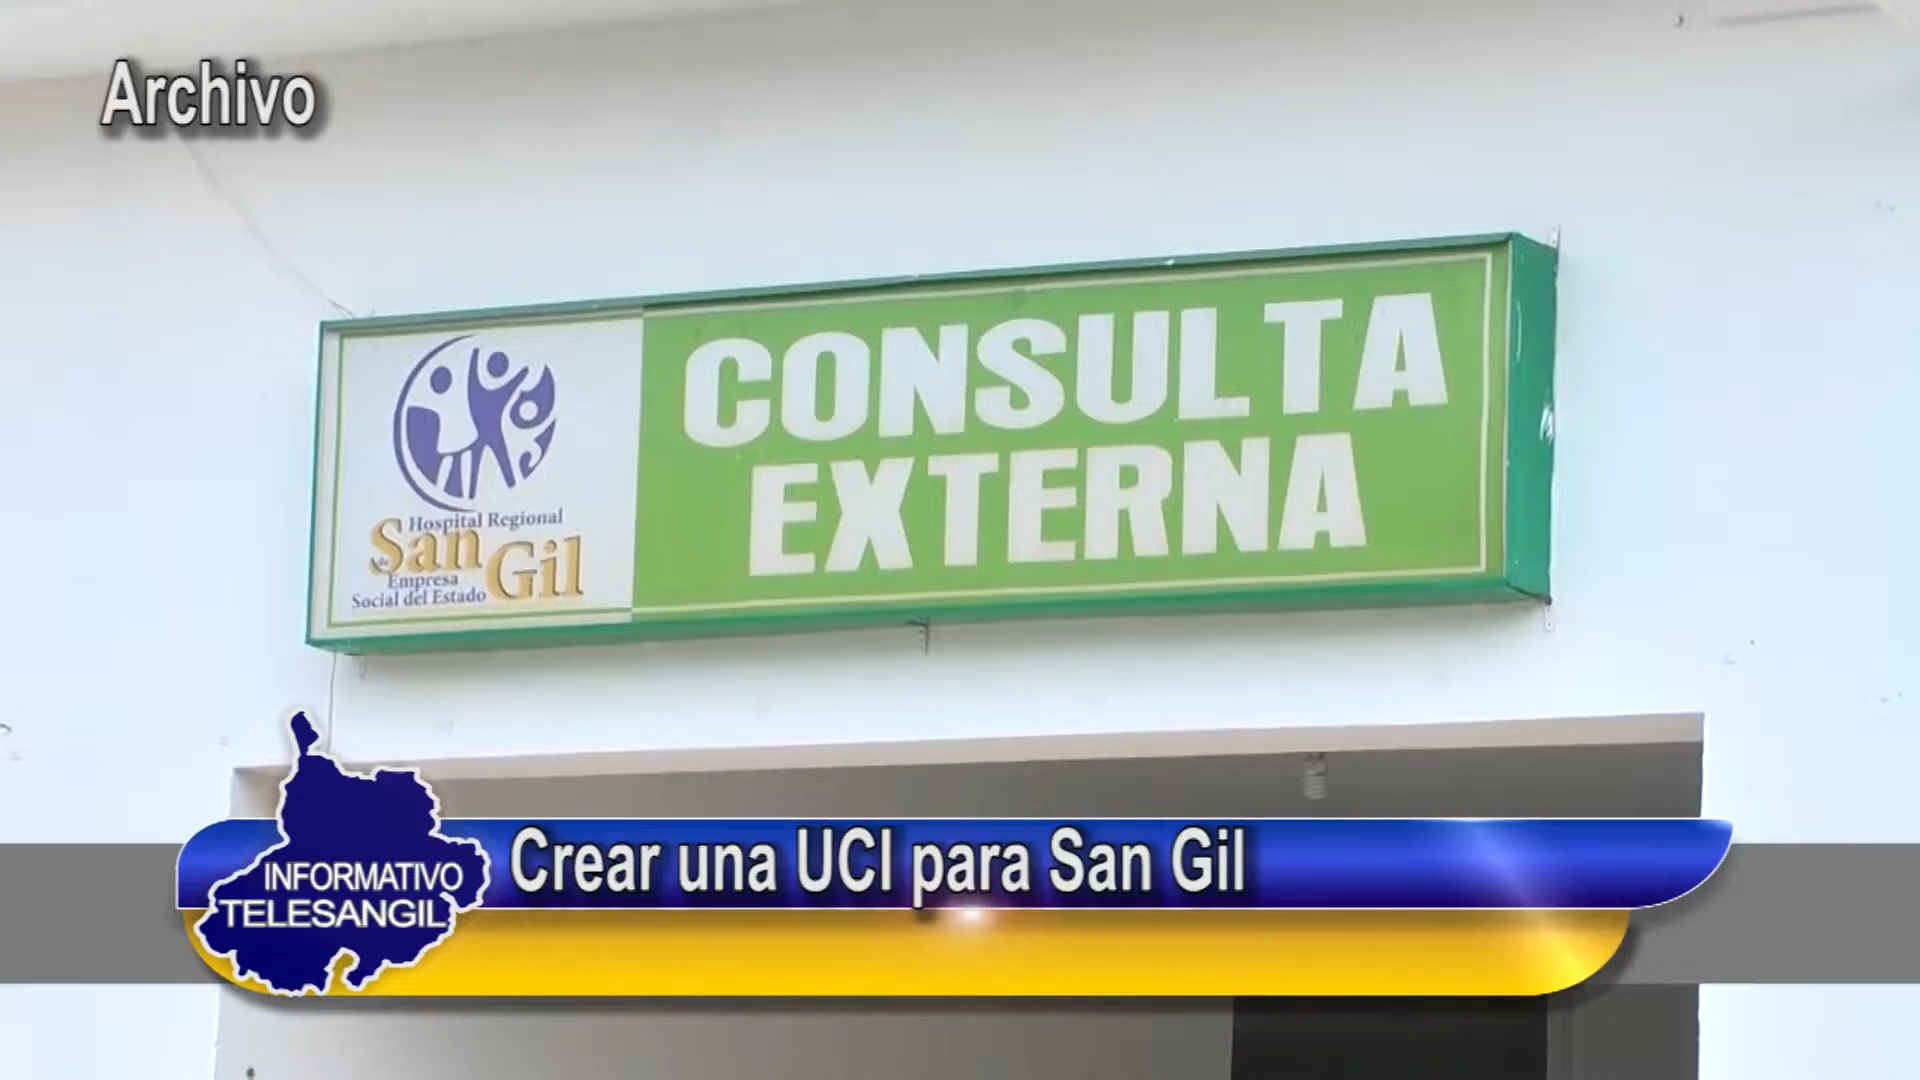 Archivo
CONSULTA
EXTERNA
Hospital Regional
de San Gil
Empresa
Social del Estado
Crear una UCI para San Gil
INFORMATIVO
TELESANGIL